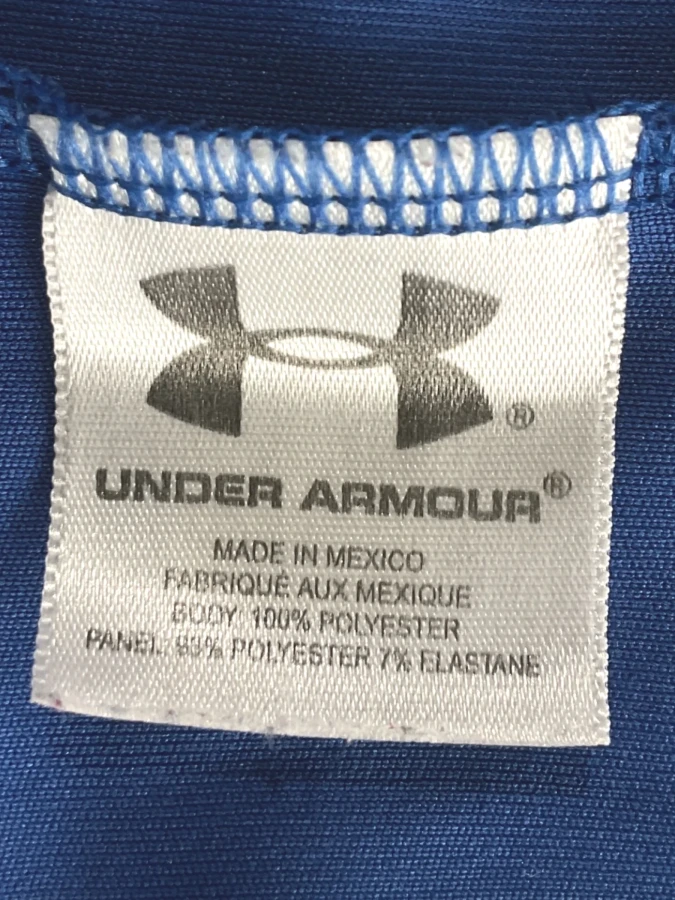 ®
UNDER ARMOUR®
MADE IN MEXICO
FABRIQUÉ AUX MEXIQUE
BODY: 100% POLYESTER
PANEL: 93% POLYESTER 7% ELASTANE